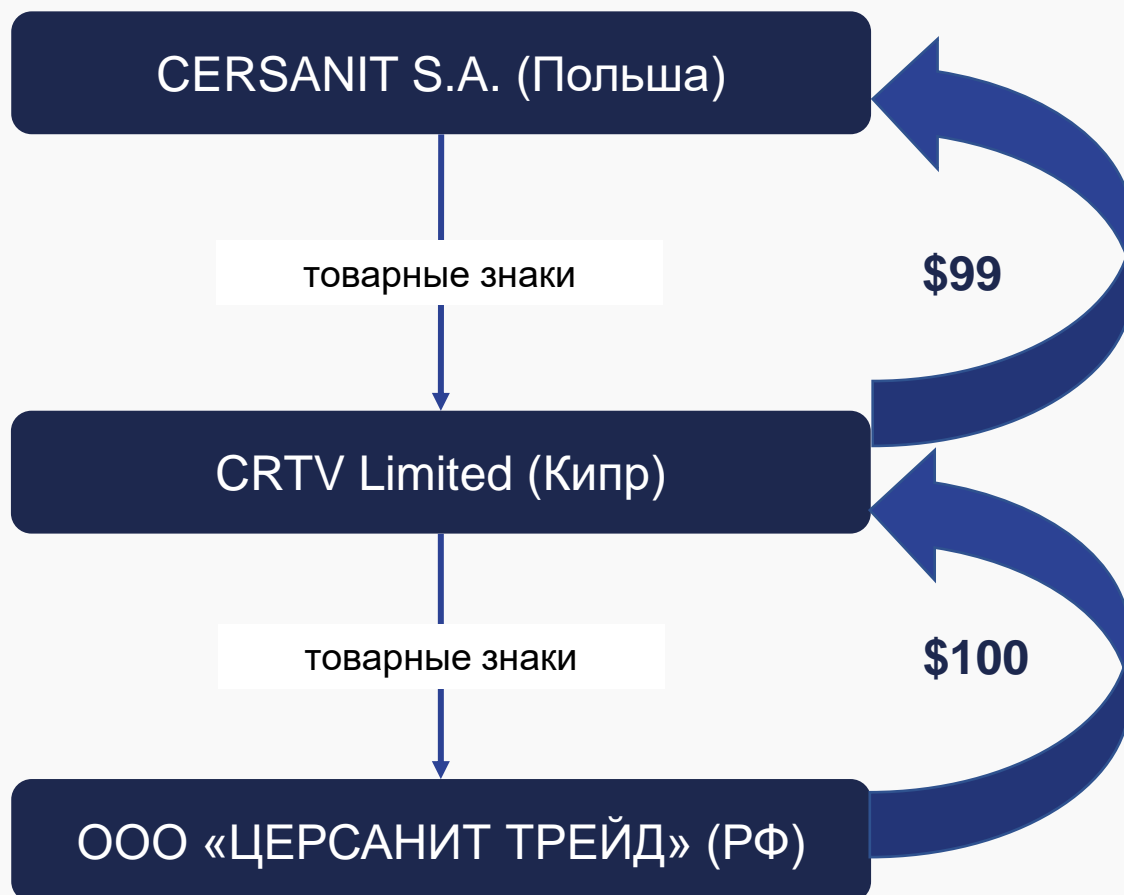 CERSANIT S.A. (Польша)
товарные знаки
$99
CRTV Limited (Кипр)
товарные знаки
$100
ООО «ЦЕРСАНИТ ТРЕЙД» (РФ)